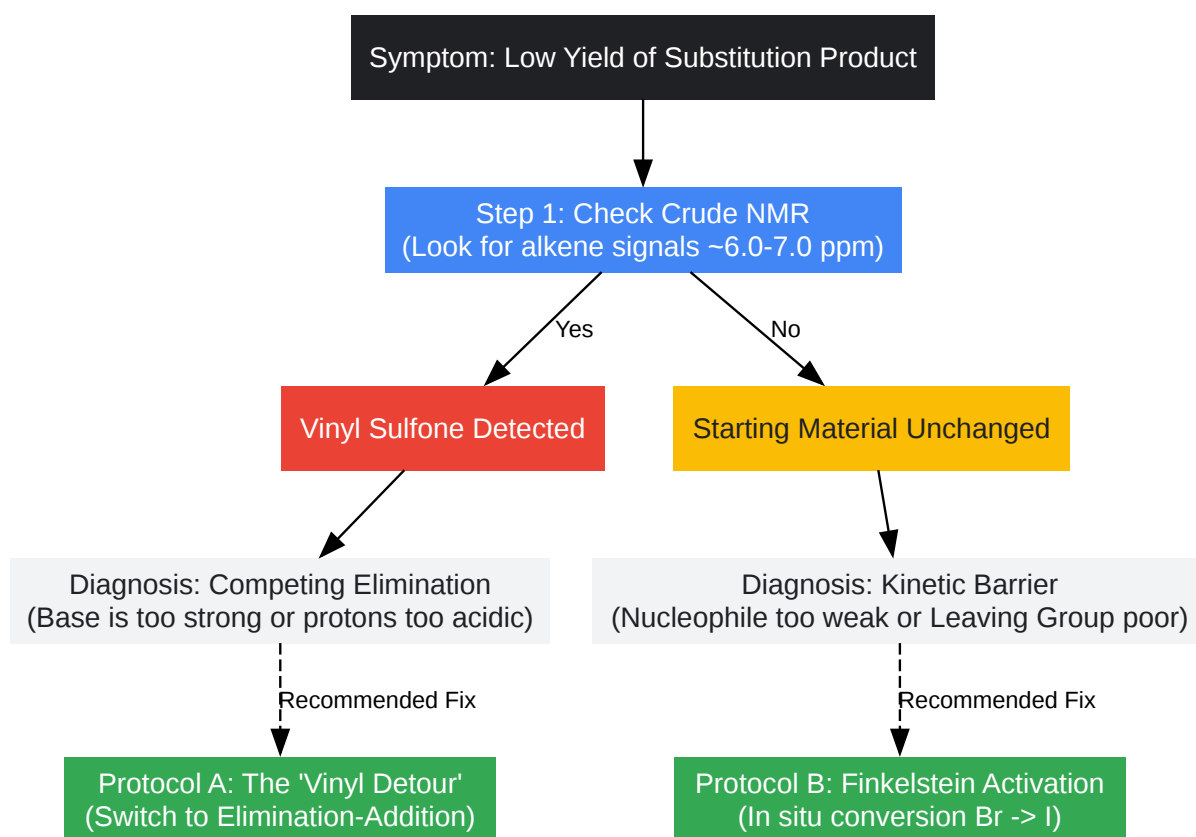 Symptom: Low Yield of Substitution Product
Step 1: Check Crude NMR
(Look for alkene signals ~6.0-7.0 ppm)
Yes
No
Vinyl Sulfone Detected
Starting Material Unchanged
Diagnosis: Competing Elimination
(Base is too strong or protons too acidic)
Diagnosis: Kinetic Barrier
(Nucleophile too weak or Leaving Group poor)
Recommended Fix
Recommended Fix
Protocol A: The 'Vinyl Detour'
(Switch to Elimination-Addition)
Protocol B: Finkelstein Activation
(In situ conversion Br -> I)